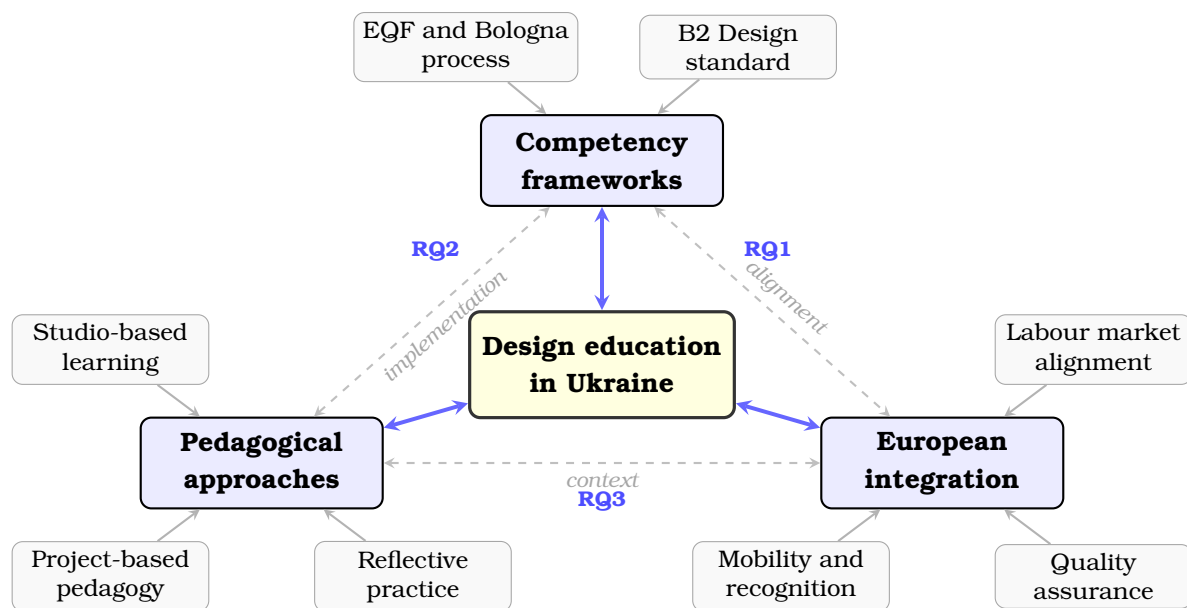 EQF and Bologna
process
B2 Design
standard
Competency
frameworks
RQ2
RQ1
implementation
alignment
Studio-based
learning
Design education
in Ukraine
Labour market
alignment
Pedagogical
approaches
European
integration
context
RQ3
Project-based
pedagogy
Reflective
practice
Mobility and
recognition
Quality
assurance